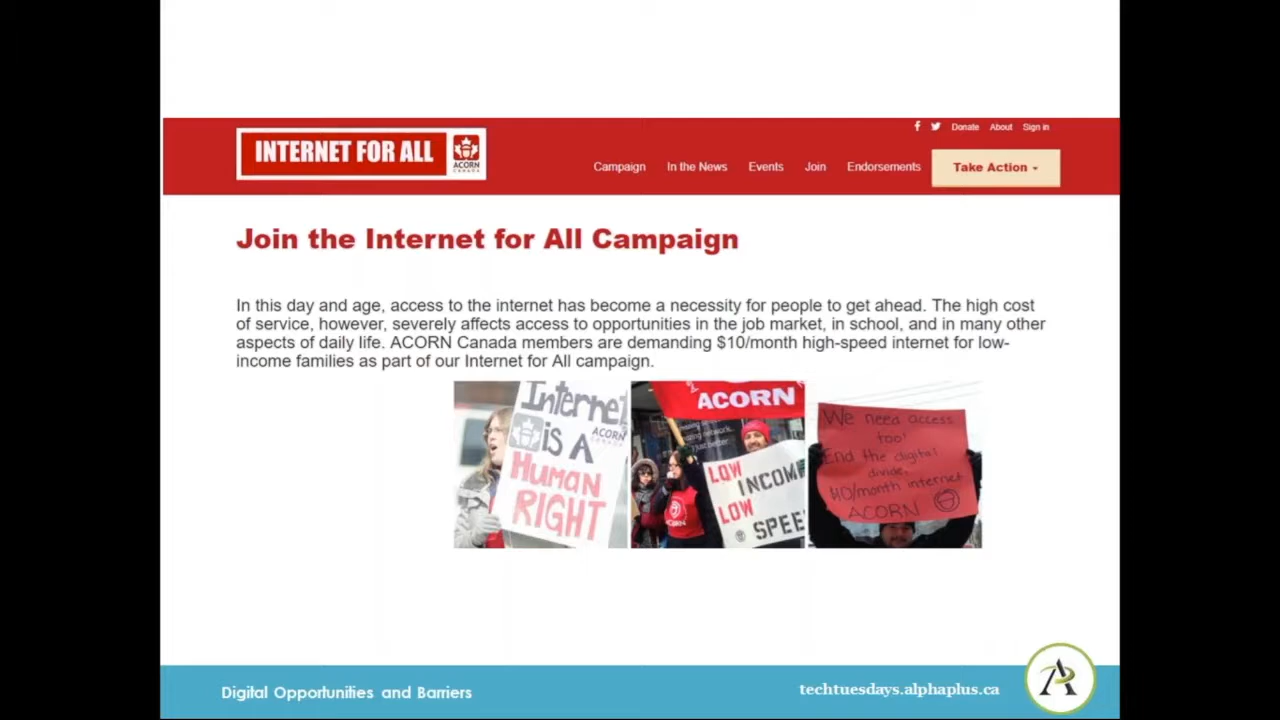 INTERNET FOR ALL
ACORN
CANADA
Donate About Sign in
Campaign In the News Events Join Endorsements Take Action
Join the Internet for All Campaign
In this day and age, access to the internet has become a necessity for people to get ahead. The high cost
of service, however, severely affects access to opportunities in the job market, in school, and in many other
aspects of daily life. ACORN Canada members are demanding $10/month high-speed internet for low-
income families as part of our Internet for All campaign.
Internet
IS A
ACORN
CANADA
HUMAN
RIGHT
ACORN
LOW
INCOME
LOW
SPEE
ACORN
We need access
too!
End the digital
divide.
$10/month internet
ACORN
Digital Opportunities and Barriers
techtuesdays.alphaplus.ca